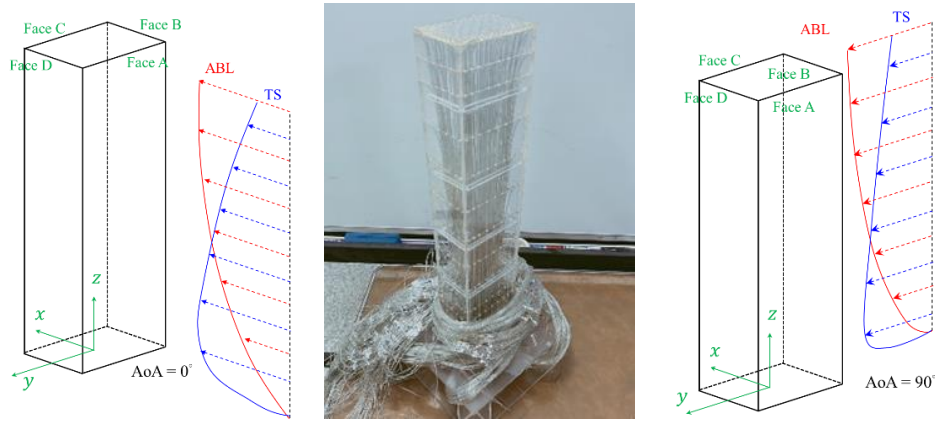 Face C
Face B
Face D
Face A
ABL
TS
z
x
y
AoA = 0°
TS
ABL
Face C
Face B
Face D
Face A
z
x
y
AoA = 90°